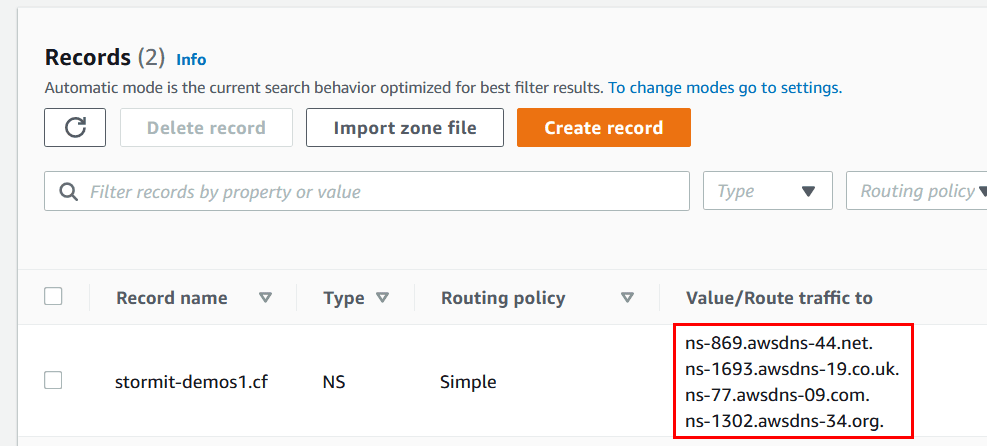 Records (2) Info
Automatic mode is the current search behavior optimized for best filter results. To change modes go to settings.
Delete record Import zone file Create record
Filter records by property or value Type Routing policy
Record name Type Routing policy Value/Route traffic to
stormit-demos1.cf NS Simple
ns-869.awsdns-44.net.
ns-1693.awsdns-19.co.uk.
ns-77.awsdns-09.com.
ns-1302.awsdns-34.org.